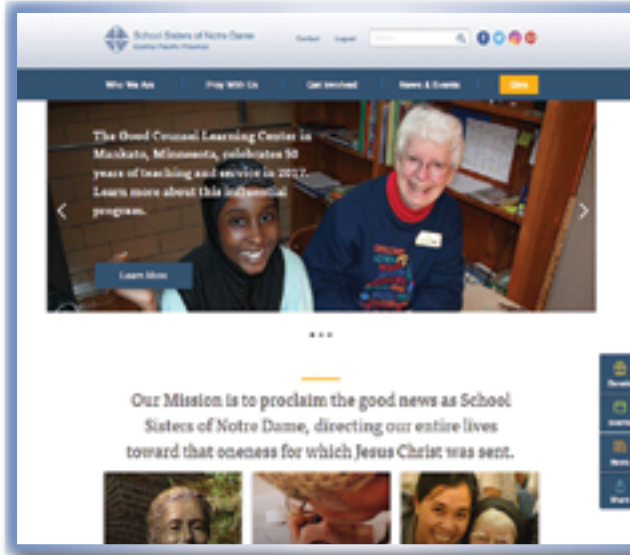 School Sisters of Notre Dame
Central Pacific Province
Contact Logout
Who We Are Pray With Us Get Involved News & Events Give
The Good Counsel Learning Center in
Mankato, Minnesota, celebrates 50
years of teaching and service in 2017.
Learn more about this influential
program.
Learn More
Our Mission is to proclaim the good news as School
Sisters of Notre Dame, directing our entire lives
toward that oneness for which Jesus Christ was sent.
News
Share